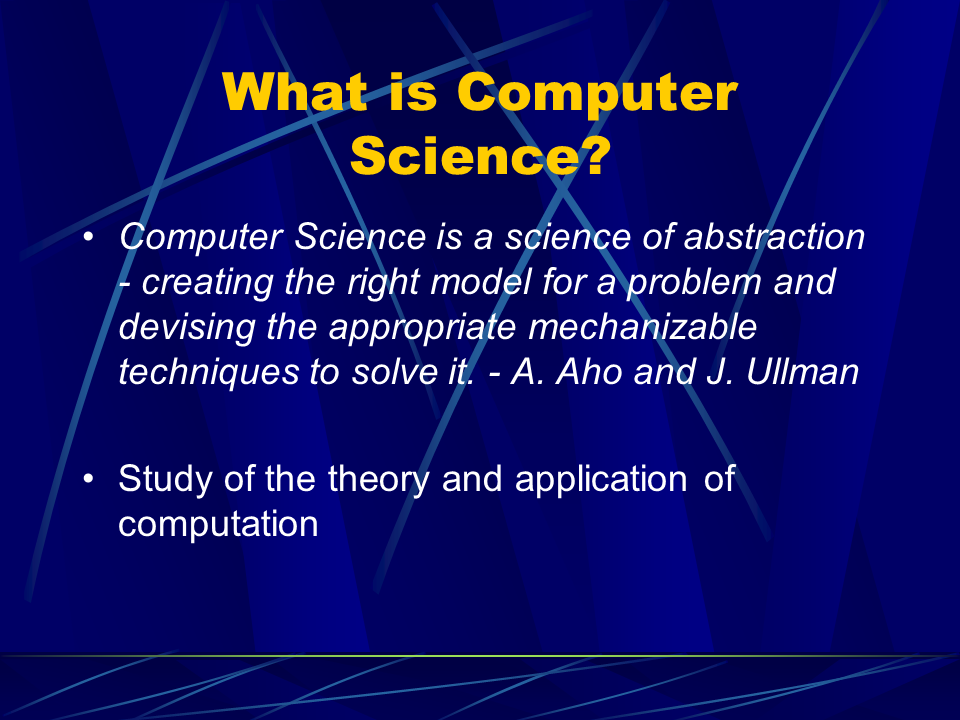 What is Computer
Science?
• Computer Science is a science of abstraction
- creating the right model for a problem and
devising the appropriate mechanizable
techniques to solve it. - A. Aho and J. Ullman
• Study of the theory and application of
computation